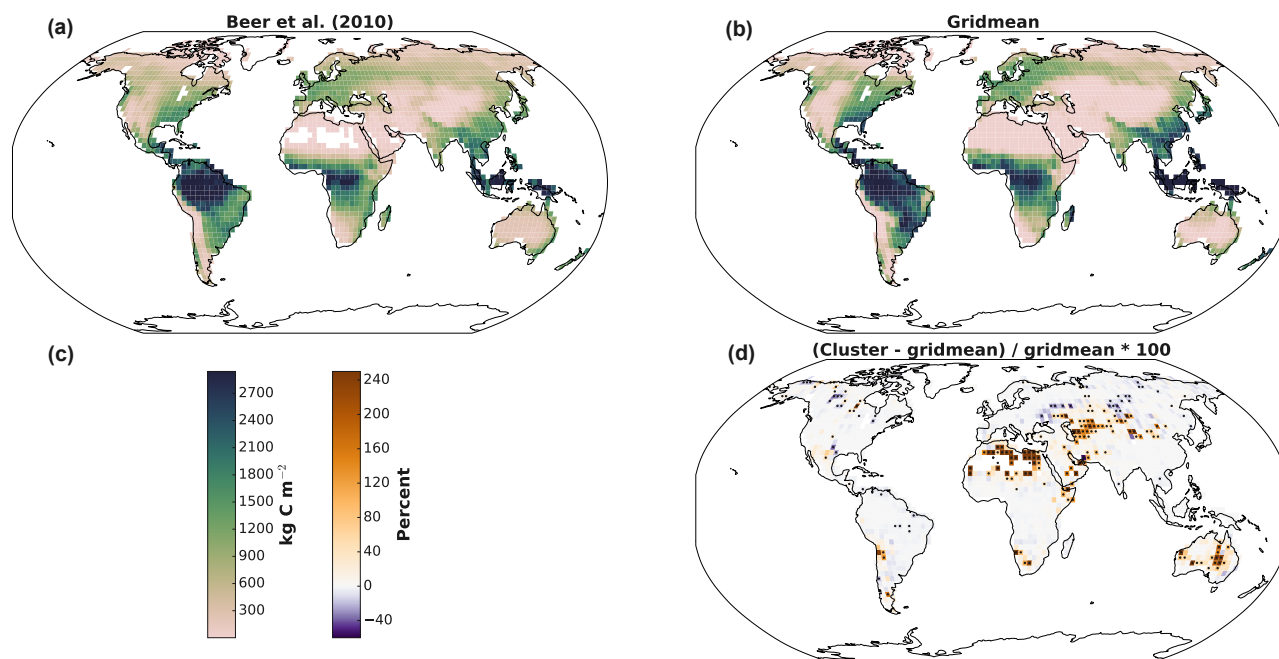 (a)
Beer et al. (2010)
(b)
Gridmean
(c)
2700
2400
2100
1800
1500
1200
900
600
300
kg C m⁻²
240
200
160
120
80
40
0
−40
Percent
(d)
(Cluster - gridmean) / gridmean * 100